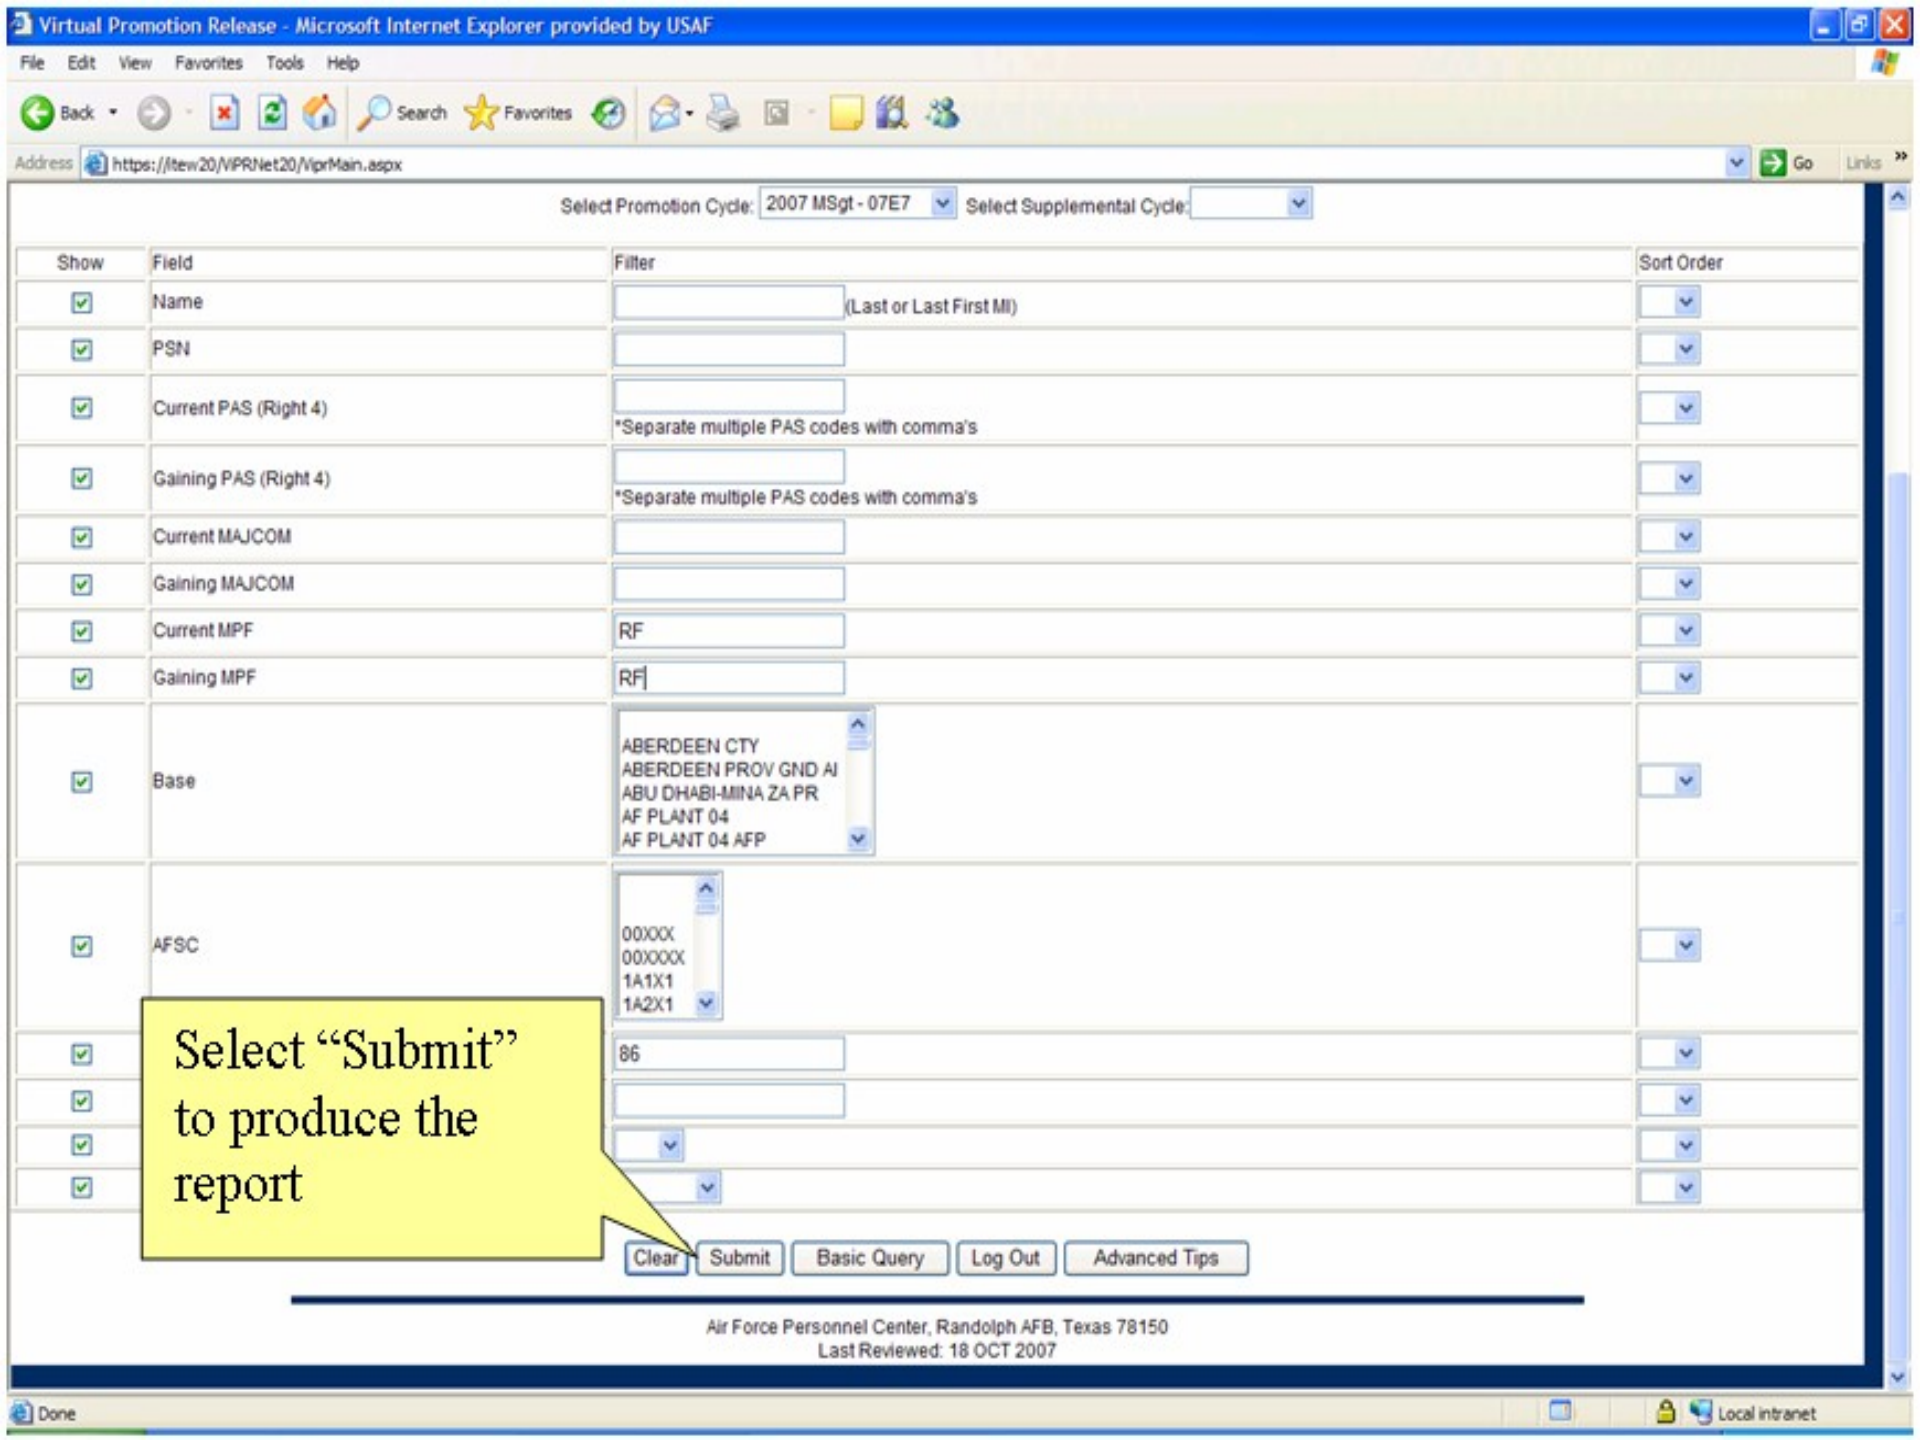 Virtual Promotion Release - Microsoft Internet Explorer provided by USAF
File Edit View Favorites Tools Help
Back Search Favorites
Address https://itew20/ViPRNet20/ViprMain.aspx Go Links »
Select Promotion Cycle: 2007 MSgt - 07E7 Select Supplemental Cycle:
Show Field Filter Sort Order
Name (Last or Last First MI)
PSN
Current PAS (Right 4)
*Separate multiple PAS codes with comma's
Gaining PAS (Right 4)
*Separate multiple PAS codes with comma's
Current MAJCOM
Gaining MAJCOM
Current MPF RF
Gaining MPF RF
Base
ABERDEEN CTY
ABERDEEN PROV GND AI
ABU DHABI-MINA ZA PR
AF PLANT 04
AF PLANT 04 AFP
AFSC
00XXX
00XXXX
1A1X1
1A2X1
86
Select “Submit”
to produce the
report
Clear Submit Basic Query Log Out Advanced Tips
Air Force Personnel Center, Randolph AFB, Texas 78150
Last Reviewed: 18 OCT 2007
Done Local intranet